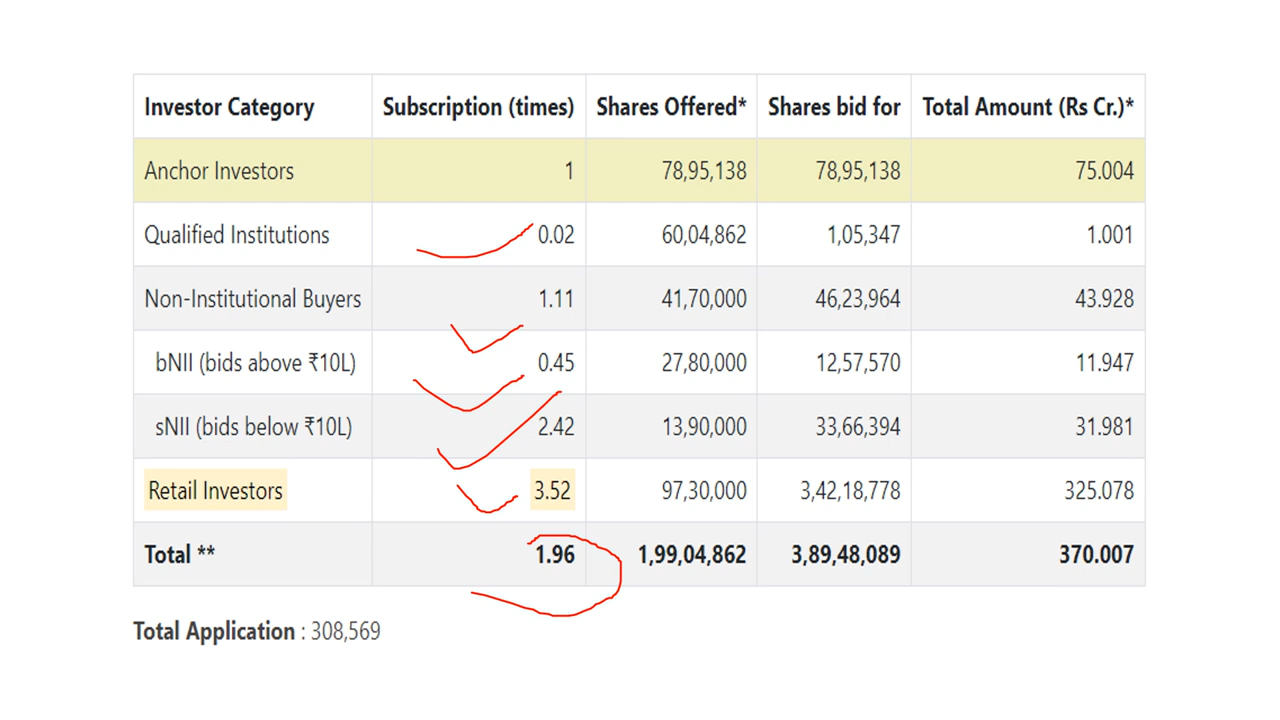 Investor Category Subscription (times) Shares Offered* Shares bid for Total Amount (Rs Cr.)*
Anchor Investors 1 78,95,138 78,95,138 75.004
Qualified Institutions 0.02 60,04,862 1,05,347 1.001
Non-Institutional Buyers 1.11 41,70,000 46,23,964 43.928
bNII (bids above ₹10L) 0.45 27,80,000 12,57,570 11.947
sNII (bids below ₹10L) 2.42 13,90,000 33,66,394 31.981
Retail Investors 3.52 97,30,000 3,42,18,778 325.078
Total ** 1.96 1,99,04,862 3,89,48,089 370.007
Total Application : 308,569